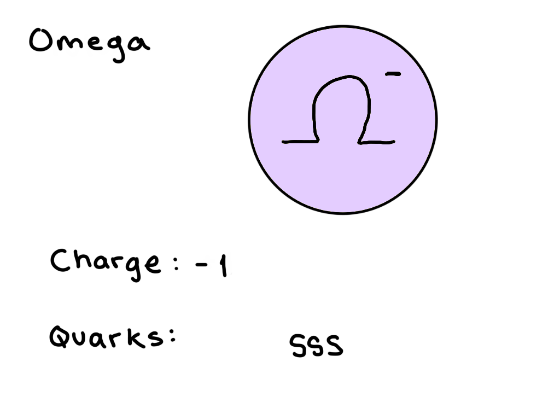 Omega
Ω⁻
Charge: -1
Quarks: sss